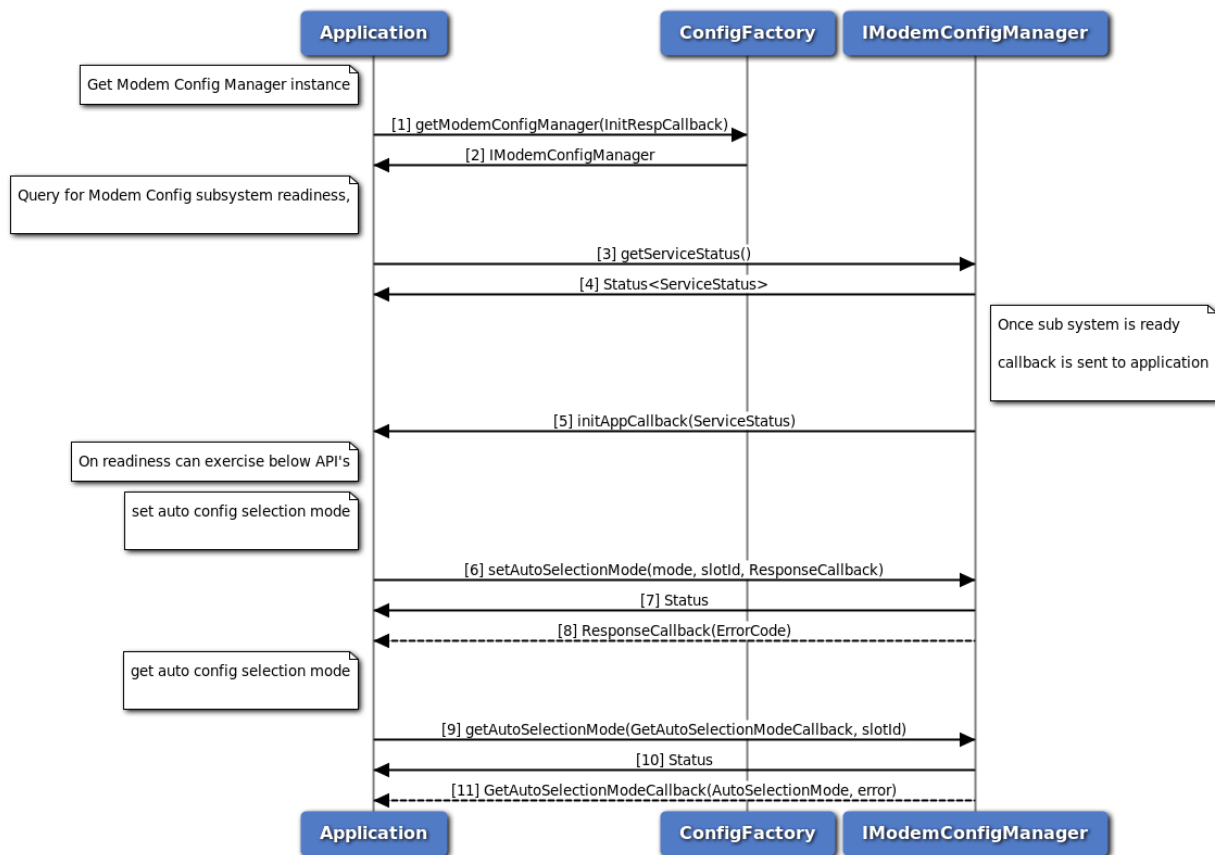 Application
ConfigFactory
IModemConfigManager
Get Modem Config Manager instance
[1] getModemConfigManager(InitRespCallback)
[2] IModemConfigManager
Query for Modem Config subsystem readiness,
[3] getServiceStatus()
[4] Status<ServiceStatus>
Once sub system is ready
callback is sent to application
[5] initAppCallback(ServiceStatus)
On readiness can exercise below API's
set auto config selection mode
[6] setAutoSelectionMode(mode, slotId, ResponseCallback)
[7] Status
[8] ResponseCallback(ErrorCode)
get auto config selection mode
[9] getAutoSelectionMode(GetAutoSelectionModeCallback, slotId)
[10] Status
[11] GetAutoSelectionModeCallback(AutoSelectionMode, error)
Application
ConfigFactory
IModemConfigManager